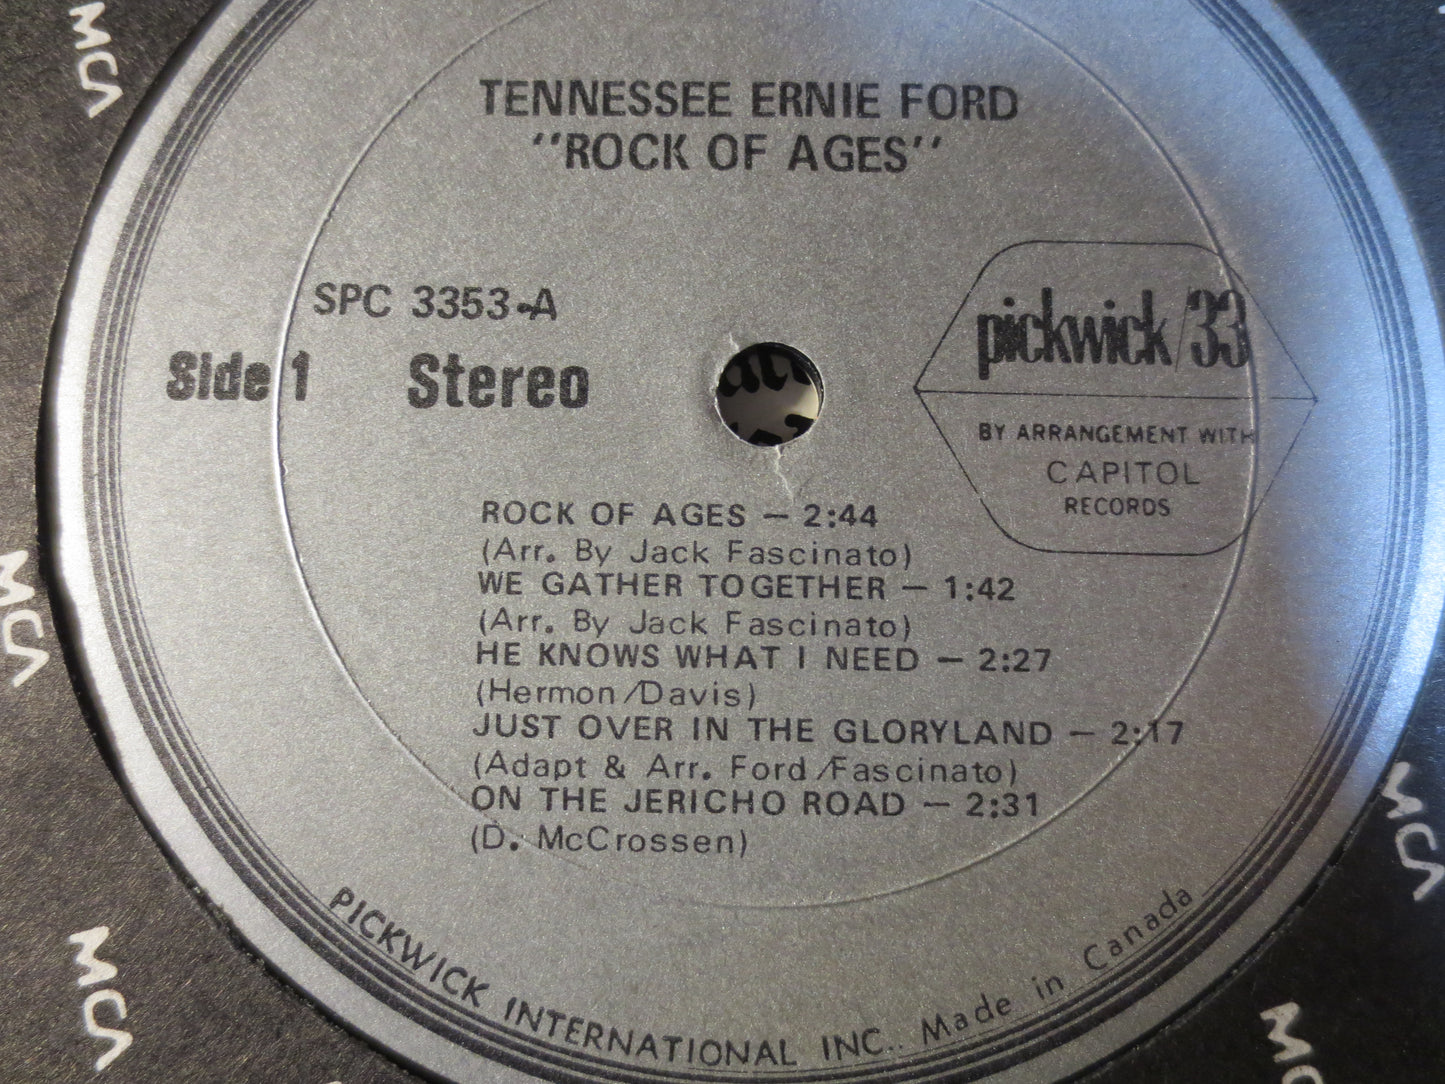 TENNESSEE ERNIE FORD
"ROCK OF AGES"
SPC 3353-A
Side 1 Stereo
pickwick/33
BY ARRANGEMENT WITH
CAPITOL
RECORDS
ROCK OF AGES — 2:44
(Arr. By Jack Fascinato)
WE GATHER TOGETHER — 1:42
(Arr. By Jack Fascinato)
HE KNOWS WHAT I NEED — 2:27
(Hermon/Davis)
JUST OVER IN THE GLORYLAND — 2:17
(Adapt & Arr. Ford/Fascinato)
ON THE JERICHO ROAD — 2:31
(D. McCrossen)
PICKWICK INTERNATIONAL INC.. Made in Canada
MCA
MCA
MCA
MCA